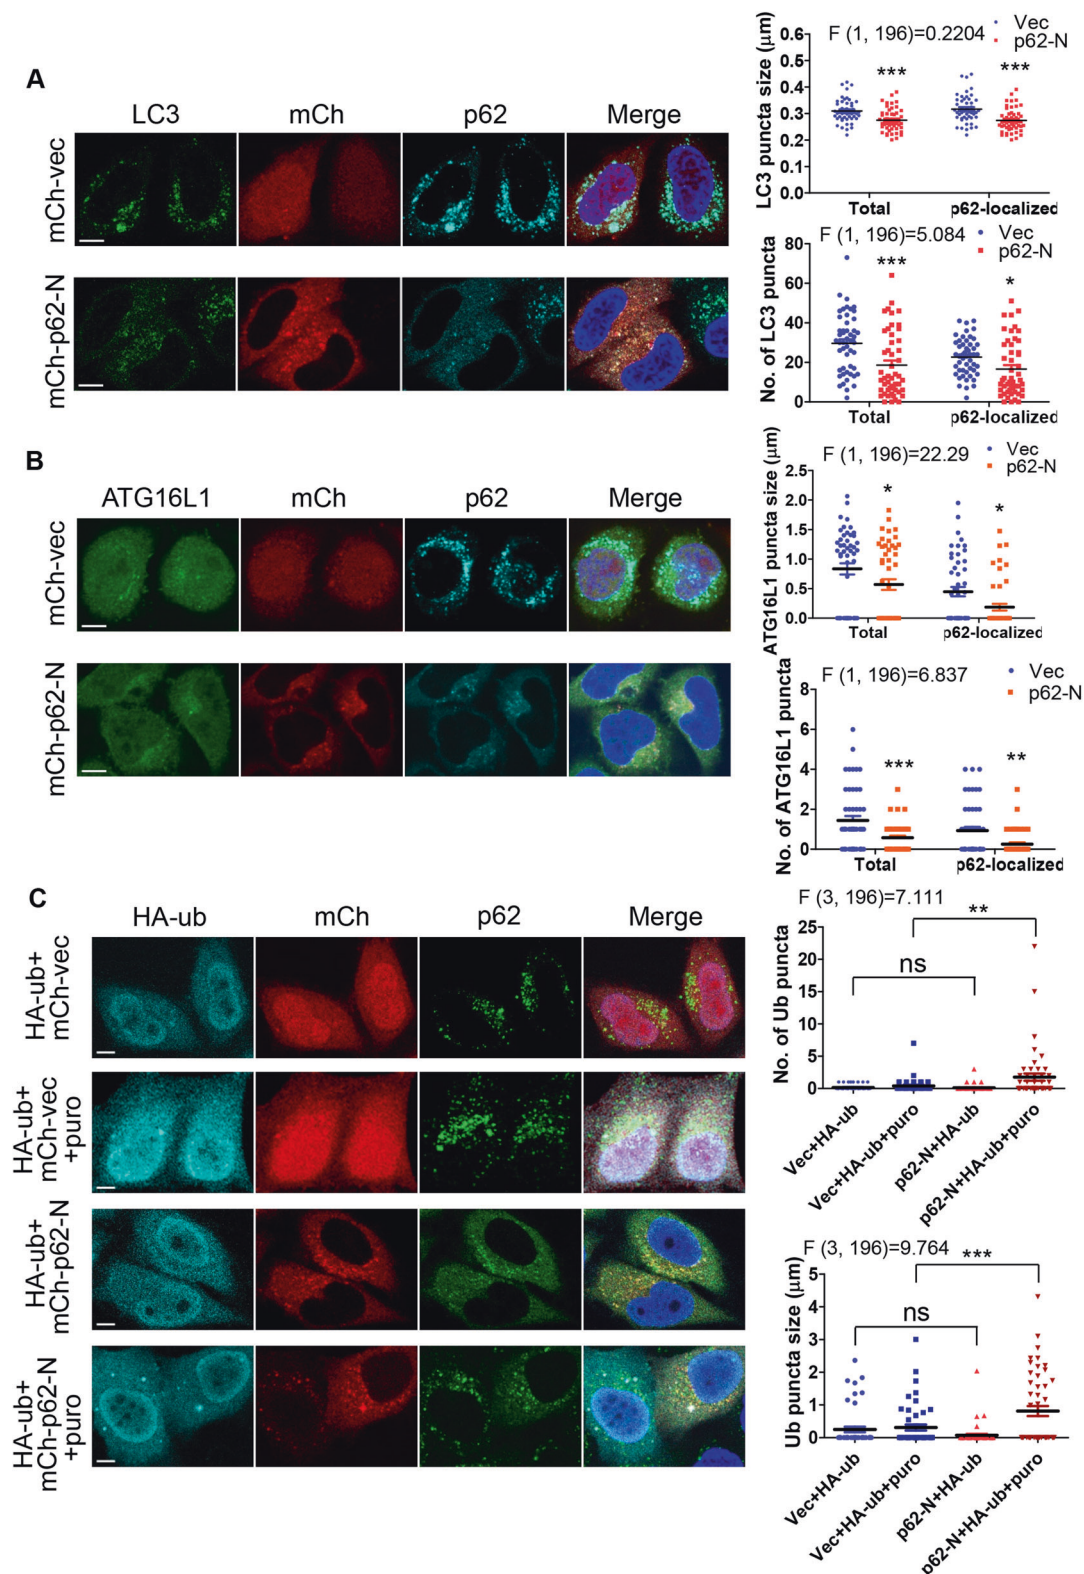 A
LC3 mCh p62 Merge
mCh-vec
mCh-p62-N
LC3 puncta size (μm)
F (1, 196)=0.2204
Vec
p62-N
0.6
0.6
0.4
0.3
0.2
0.1
0.0
*** ***
Total p62-localized
No. of LC3 puncta
F (1, 196)=5.084
Vec
p62-N
80
60
40
20
0
*** *
Total p62-localized
B
ATG16L1 mCh p62 Merge
mCh-vec
mCh-p62-N
ATG16L1 puncta size (μm)
F (1, 196)=22.29
Vec
p62-N
2.5
2.0
1.5
1.0
0.5
0.0
* *
Total p62-localized
No. of ATG16L1 puncta
F (1, 196)=6.837
Vec
p62-N
8
6
4
2
0
*** **
Total p62-localized
C
HA-ub mCh p62 Merge
HA-ub+
mCh-vec
HA-ub+
mCh-vec
+puro
HA-ub+
mCh-p62-N
HA-ub+
mCh-p62-N
+puro
No. of Ub puncta
F (3, 196)=7.111
**
ns
25
20
15
10
5
0
Vec+HA-ub
Vec+HA-ub+puro
p62-N+HA-ub
p62-N+HA-ub+puro
Ub puncta size (μm)
F (3, 196)=9.764
***
ns
5
4
3
2
1
0
Vec+HA-ub
Vec+HA-ub+puro
p62-N+HA-ub
p62-N+HA-ub+puro